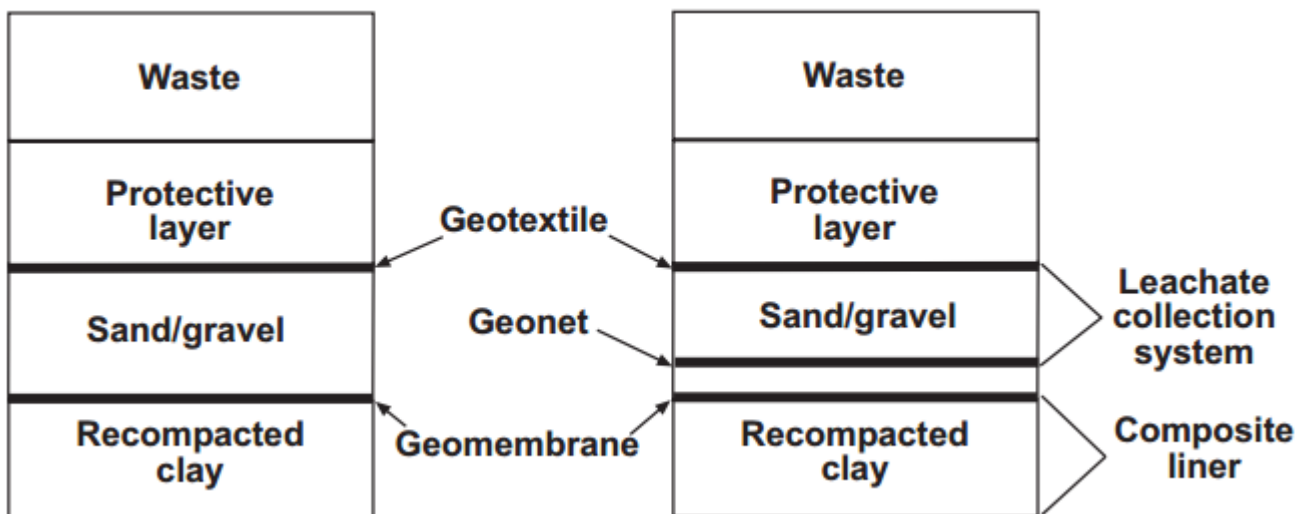 Waste
Protective
layer
Sand/gravel
Recompacted
clay
Geotextile
Geonet
Geomembrane
Waste
Protective
layer
Sand/gravel
Recompacted
clay
Leachate
collection
system
Composite
liner